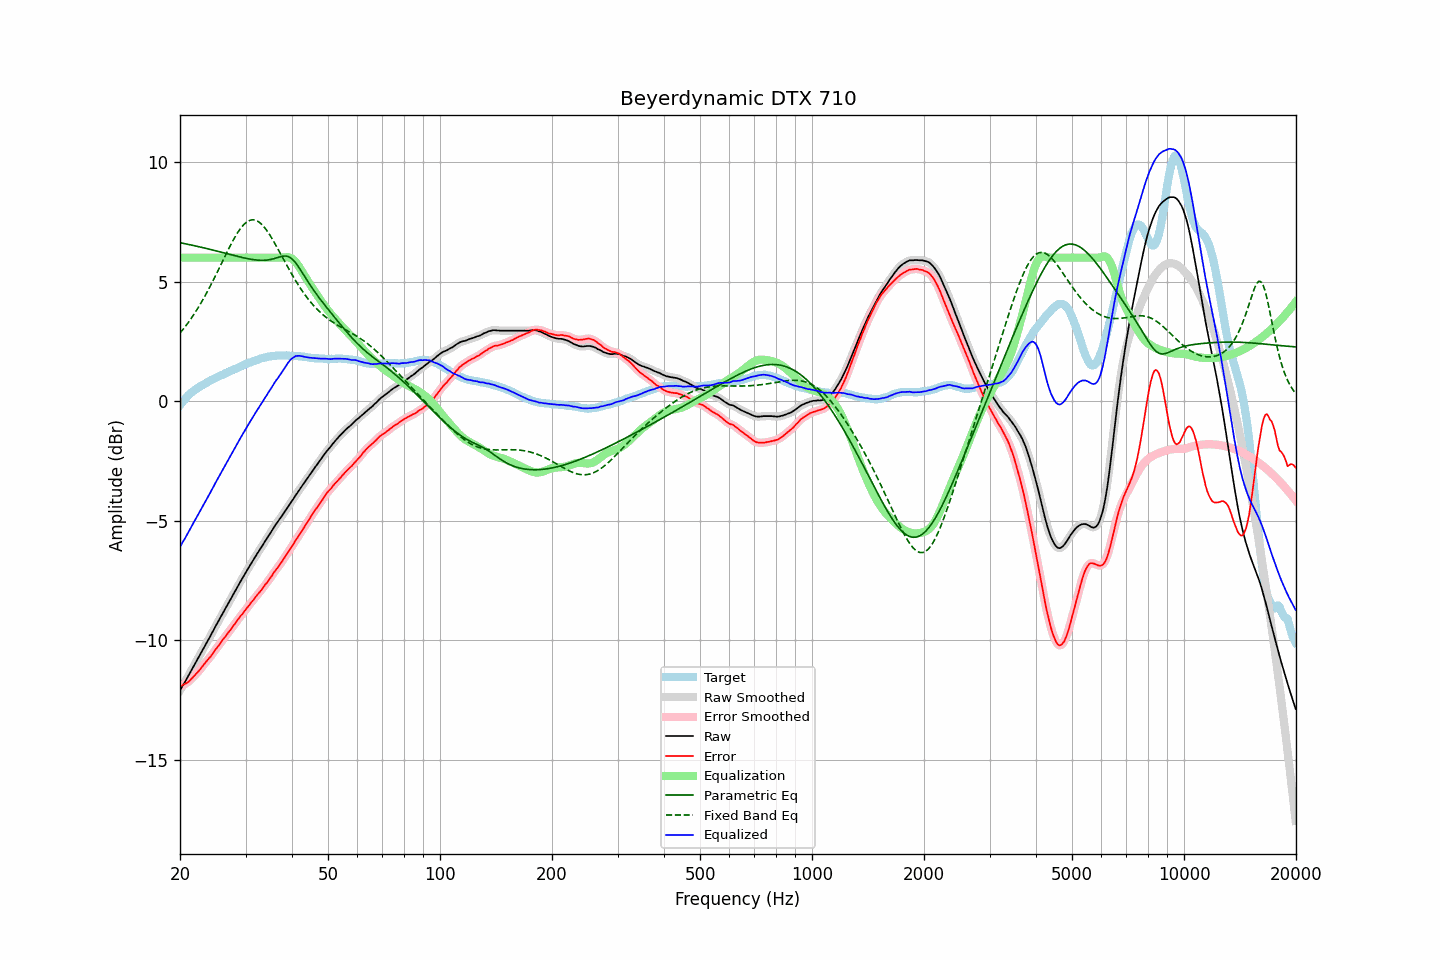 Beyerdynamic DTX 710
Amplitude (dBr)
10
5
0
−5
−10
−15
Target
Raw Smoothed
Error Smoothed
Raw
Error
Equalization
Parametric Eq
Fixed Band Eq
Equalized
20 50 100 200 500 1000 2000 5000 10000 20000
Frequency (Hz)